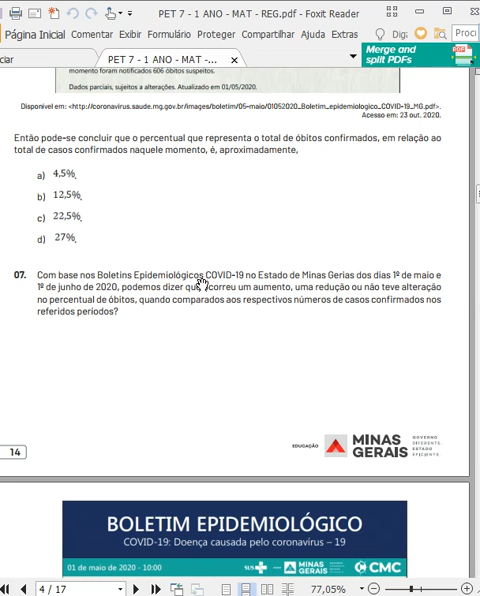 PET 7 - 1 ANO - MAT - REG.pdf - Foxit Reader
Página Inicial Comentar Exibir Formulário Proteger Compartilhar Ajuda Extras Dig: Proci
ciar PET 7 - 1 ANO - MAT -...
Merge and
split PDFs
momento foram notificados 606 óbitos suspeitos.
Dados parciais, sujeitos a alterações. Atualizado em 01/05/2020.
Disponível em: <http://coronavirus.saude.mg.gov.br/images/boletim/05-maio/01052020_Boletim_epidemiologico_COVID-19_MG.pdf>.
Acesso em: 23 out. 2020.
Então pode-se concluir que o percentual que representa o total de óbitos confirmados, em relação ao
total de casos confirmados naquele momento, é, aproximadamente,
a) 4,5%.
b) 12,5%.
c) 22,5%.
d) 27%.
07. Com base nos Boletins Epidemiológicos COVID-19 no Estado de Minas Gerias dos dias 1º de maio e
1º de junho de 2020, podemos dizer que ocorreu um aumento, uma redução ou não teve alteração
no percentual de óbitos, quando comparados aos respectivos números de casos confirmados nos
referidos períodos?
14
EDUCAÇÃO
MINAS
GERAIS
GOVERNO
DIFERENTE.
ESTADO
EFICIENTE.
BOLETIM EPIDEMIOLÓGICO
COVID-19: Doença causada pelo coronavírus – 19
01 de maio de 2020 - 10:00
SUS
MINAS
GERAIS
CMC
4 / 17
77,05%